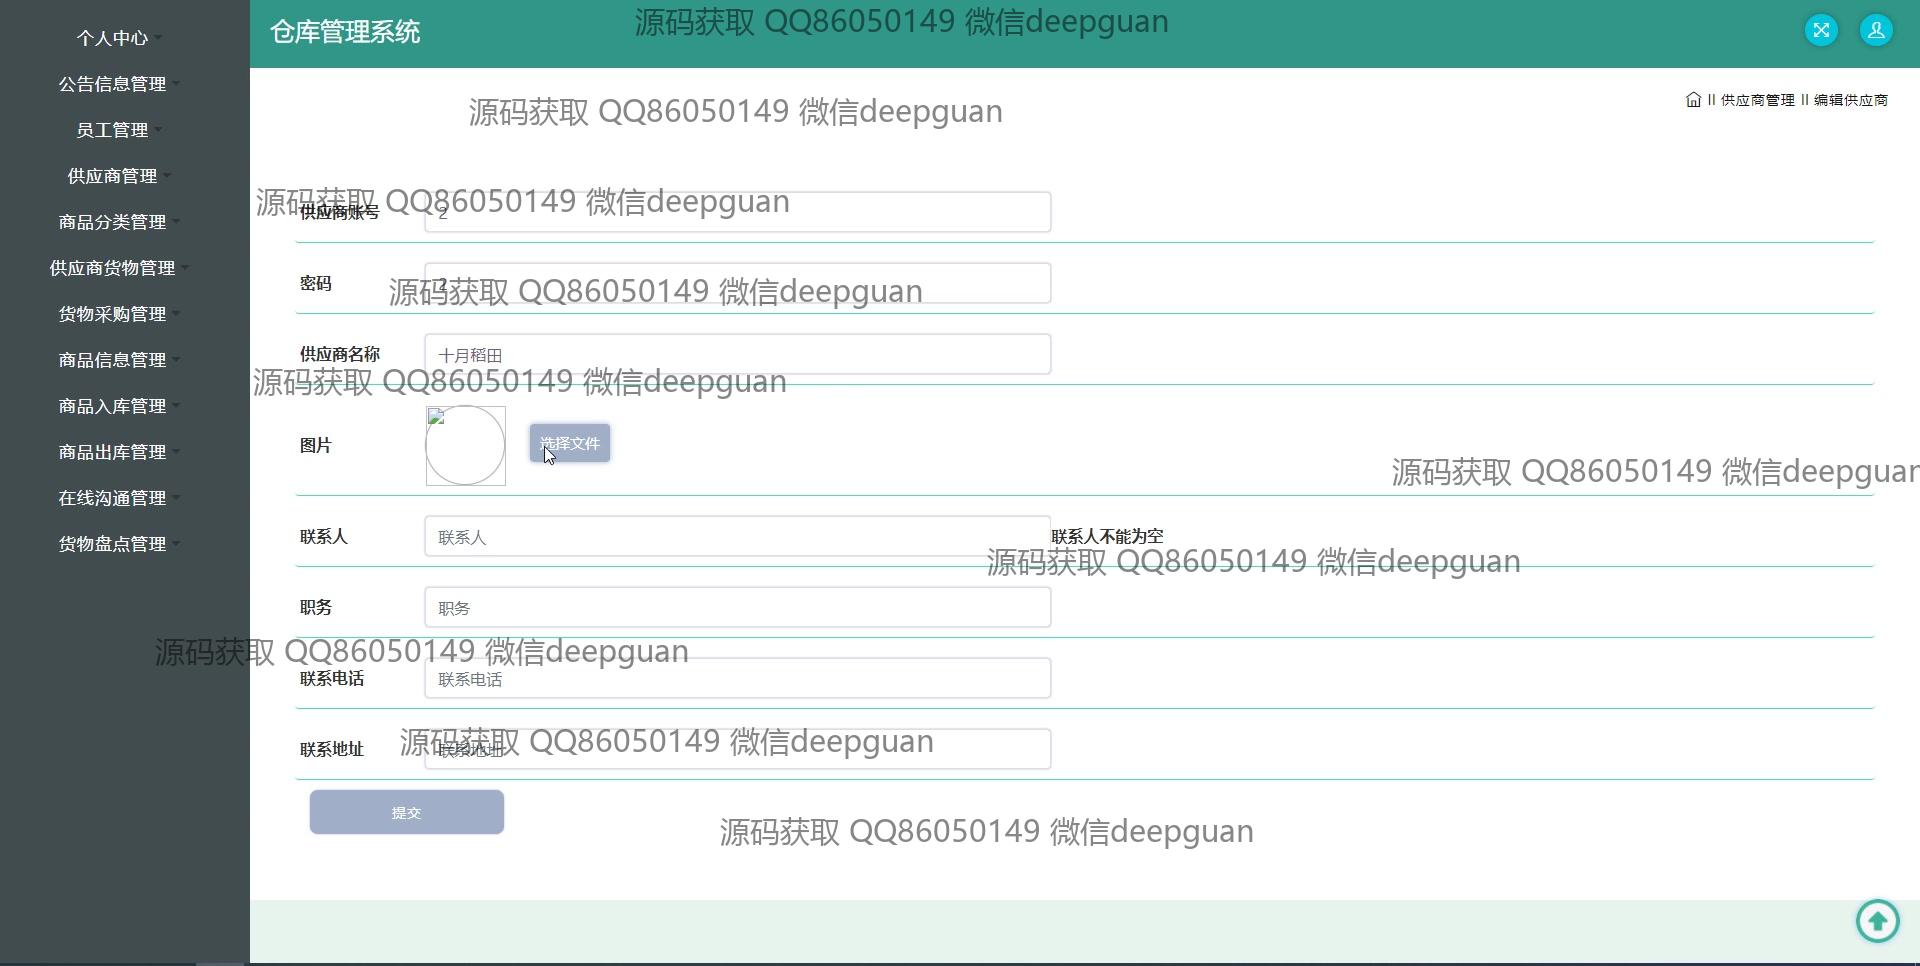 仓库管理系统
源码获取 QQ86050149 微信deepguan
个人中心
公告信息管理
员工管理
供应商管理
商品分类管理
供应商货物管理
货物采购管理
商品信息管理
商品入库管理
商品出库管理
在线沟通管理
货物盘点管理
II 供应商管理 II 编辑供应商
源码获取 QQ86050149 微信deepguan
源码获取 QQ86050149 微信deepguan
供应商账号 2
密码 2
源码获取 QQ86050149 微信deepguan
供应商名称 十月稻田
源码获取 QQ86050149 微信deepguan
图片 选择文件
源码获取 QQ86050149 微信deepguan
联系人 联系人 联系人不能为空
源码获取 QQ86050149 微信deepguan
职务 职务
源码获取 QQ86050149 微信deepguan
联系电话 联系电话
源码获取 QQ86050149 微信deepguan
联系地址 联系地址
提交
源码获取 QQ86050149 微信deepguan